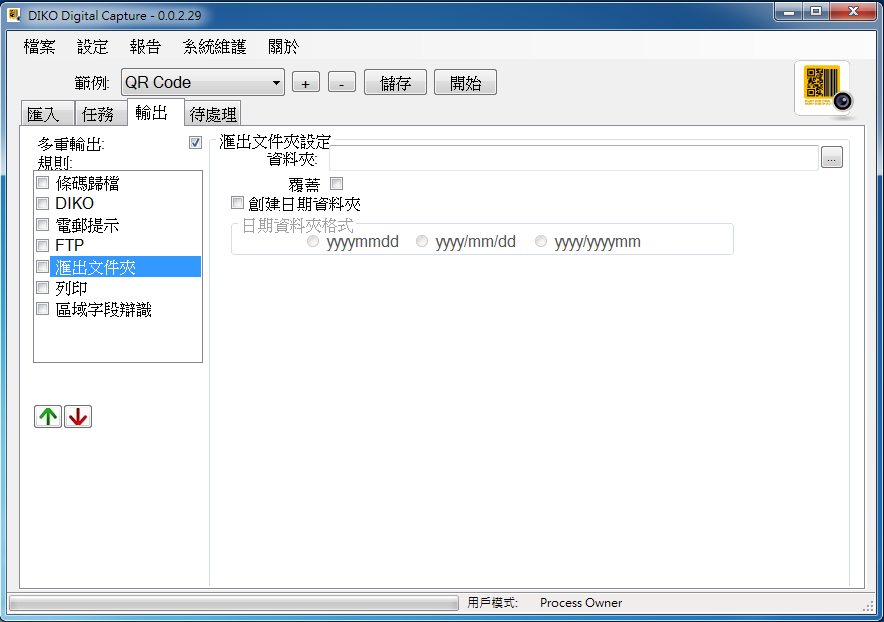 DIKO Digital Capture - 0.0.2.29
檔案 設定 報告 系統維護 關於
範例: QR Code + - 儲存 開始
匯入 任務 輸出 待處理
多重輸出:
規則:
條碼歸檔
DIKO
電郵提示
FTP
滙出文件夾
列印
區域字段辯識
滙出文件夾設定
資料夾: ...
覆蓋
創建日期資料夾
日期資料夾格式
yyyymmdd yyyy/mm/dd yyyy/yyyymm
用戶模式: Process Owner